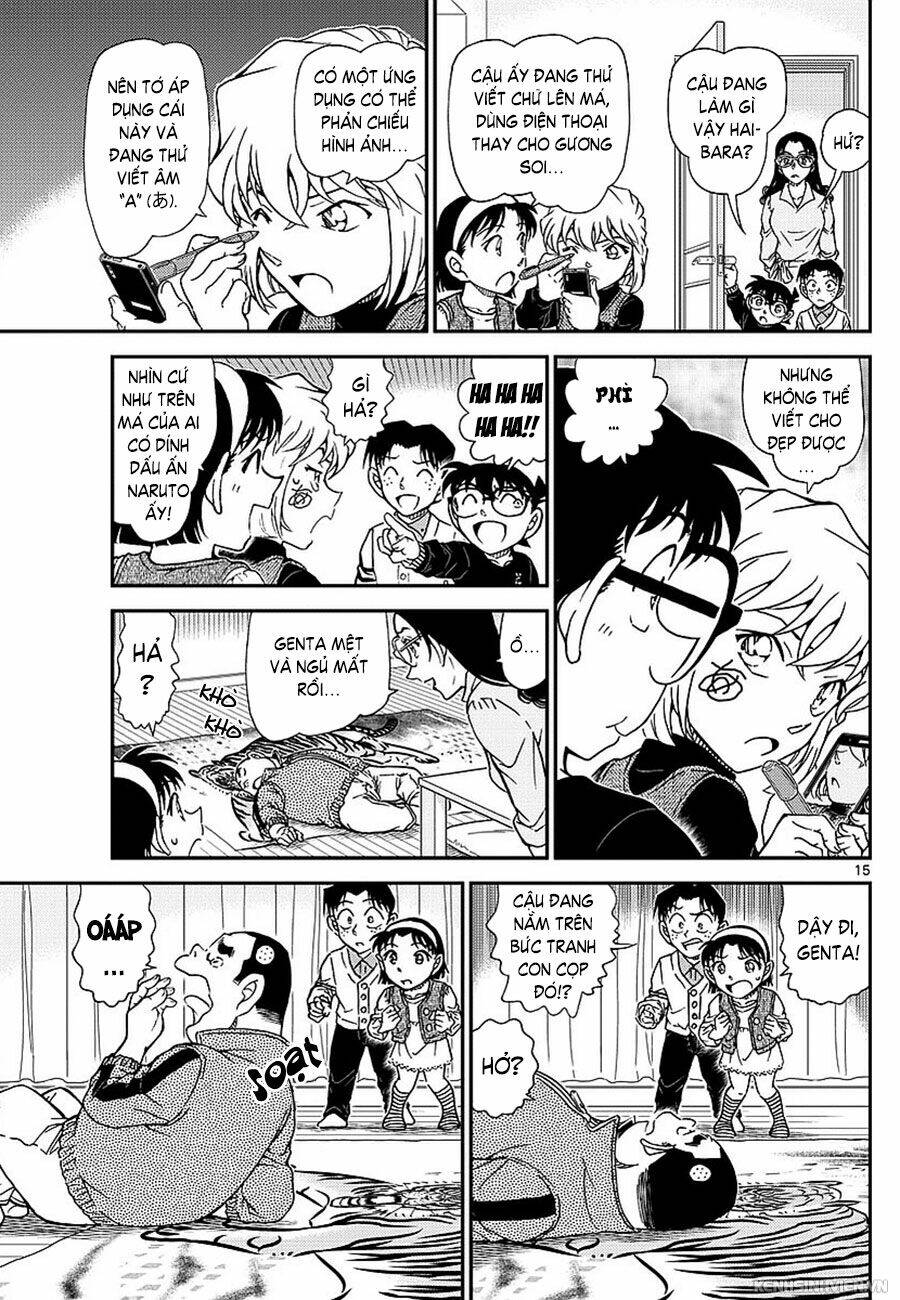 HỬ?
CẬU ĐANG
LÀM GÌ
VẬY HAI-
BARA?
CẬU ẤY ĐANG THỬ
VIẾT CHỮ LÊN MÁ,
DÙNG ĐIỆN THOẠI
THAY CHO GƯƠNG
SOI...
CÓ MỘT ỨNG
DỤNG CÓ THỂ
PHẢN CHIẾU
HÌNH ẢNH...
NÊN TỚ ÁP
DỤNG CÁI
NÀY VÀ
ĐANG THỬ
VIẾT ÂM
"A" (あ).
NHƯNG
KHÔNG THỂ
VIẾT CHO
ĐẸP ĐƯỢC
...
PHÌ
...
HA HA HA
HA HA!!
GÌ
HẢ?
NHÌN CỨ
NHƯ TRÊN
MÁ CỦA AI
CÓ DÍNH
DẤU ẤN
NARUTO
ẤY!
Ồ...
GENTA MỆT
VÀ NGỦ MẤT
RỒI...
KHÒ
KHÒ
HẢ
?
15
DẬY ĐI,
GENTA!
CẬU ĐANG
NẰM TRÊN
BỨC TRANH
CON CỌP
ĐÓ!?
HỞ?
OÁÁP
...
SOẠT
KENHSINHVIEN.VN